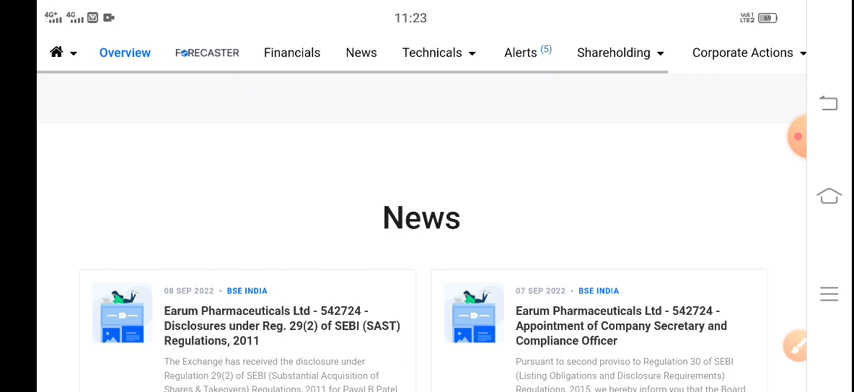 4G+ 4G 11:23 VoI) 1 LTE2 69
Overview FORECASTER Financials News Technicals Alerts (5) Shareholding Corporate Actions
News
08 SEP 2022 • BSE INDIA
Earum Pharmaceuticals Ltd - 542724 -
Disclosures under Reg. 29(2) of SEBI (SAST)
Regulations, 2011
The Exchange has received the disclosure under
Regulation 29(2) of SEBI (Substantial Acquisition of
Shares & Takeovers) Regulations, 2011 for Payal B Patel
07 SEP 2022 • BSE INDIA
Earum Pharmaceuticals Ltd - 542724 -
Appointment of Company Secretary and
Compliance Officer
Pursuant to second proviso to Regulation 30 of SEBI
(Listing Obligations and Disclosure Requirements)
Regulations, 2015, we hereby inform you that the Board